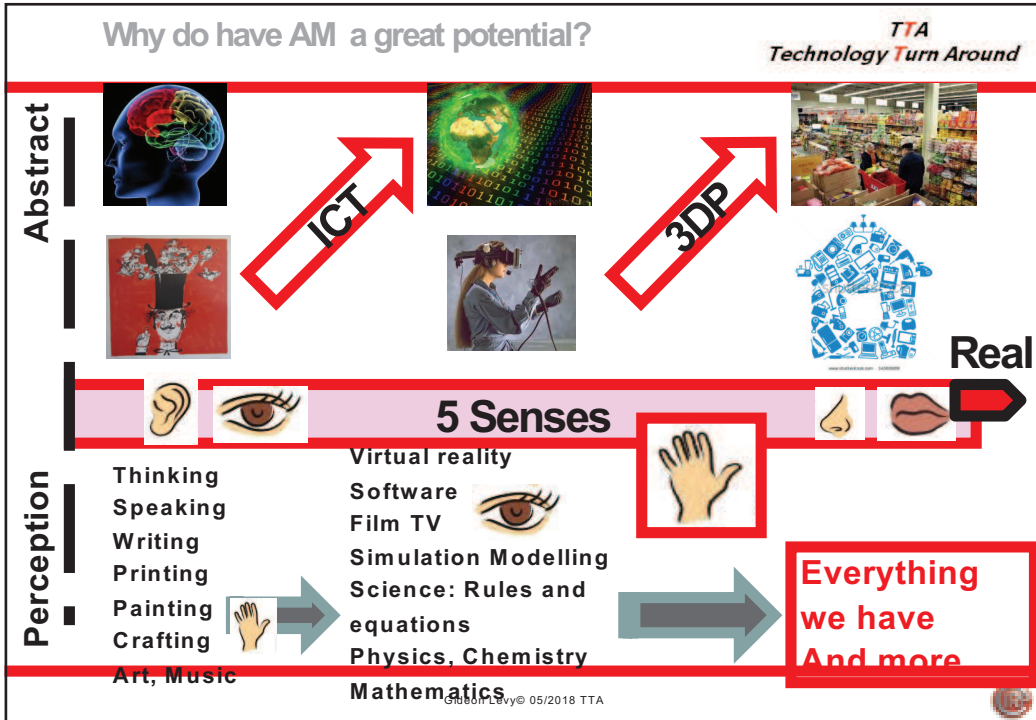 Why do have AM a great potential?
TTA
Technology Turn Around
Abstract
ICT
3DP
Real
5 Senses
Perception
Thinking
Speaking
Writing
Printing
Painting
Crafting
Art, Music
Virtual reality
Software
Film TV
Simulation Modelling
Science: Rules and
equations
Physics, Chemistry
Mathematics
Everything
we have
And more
Gideon Levy© 05/2018 TTA